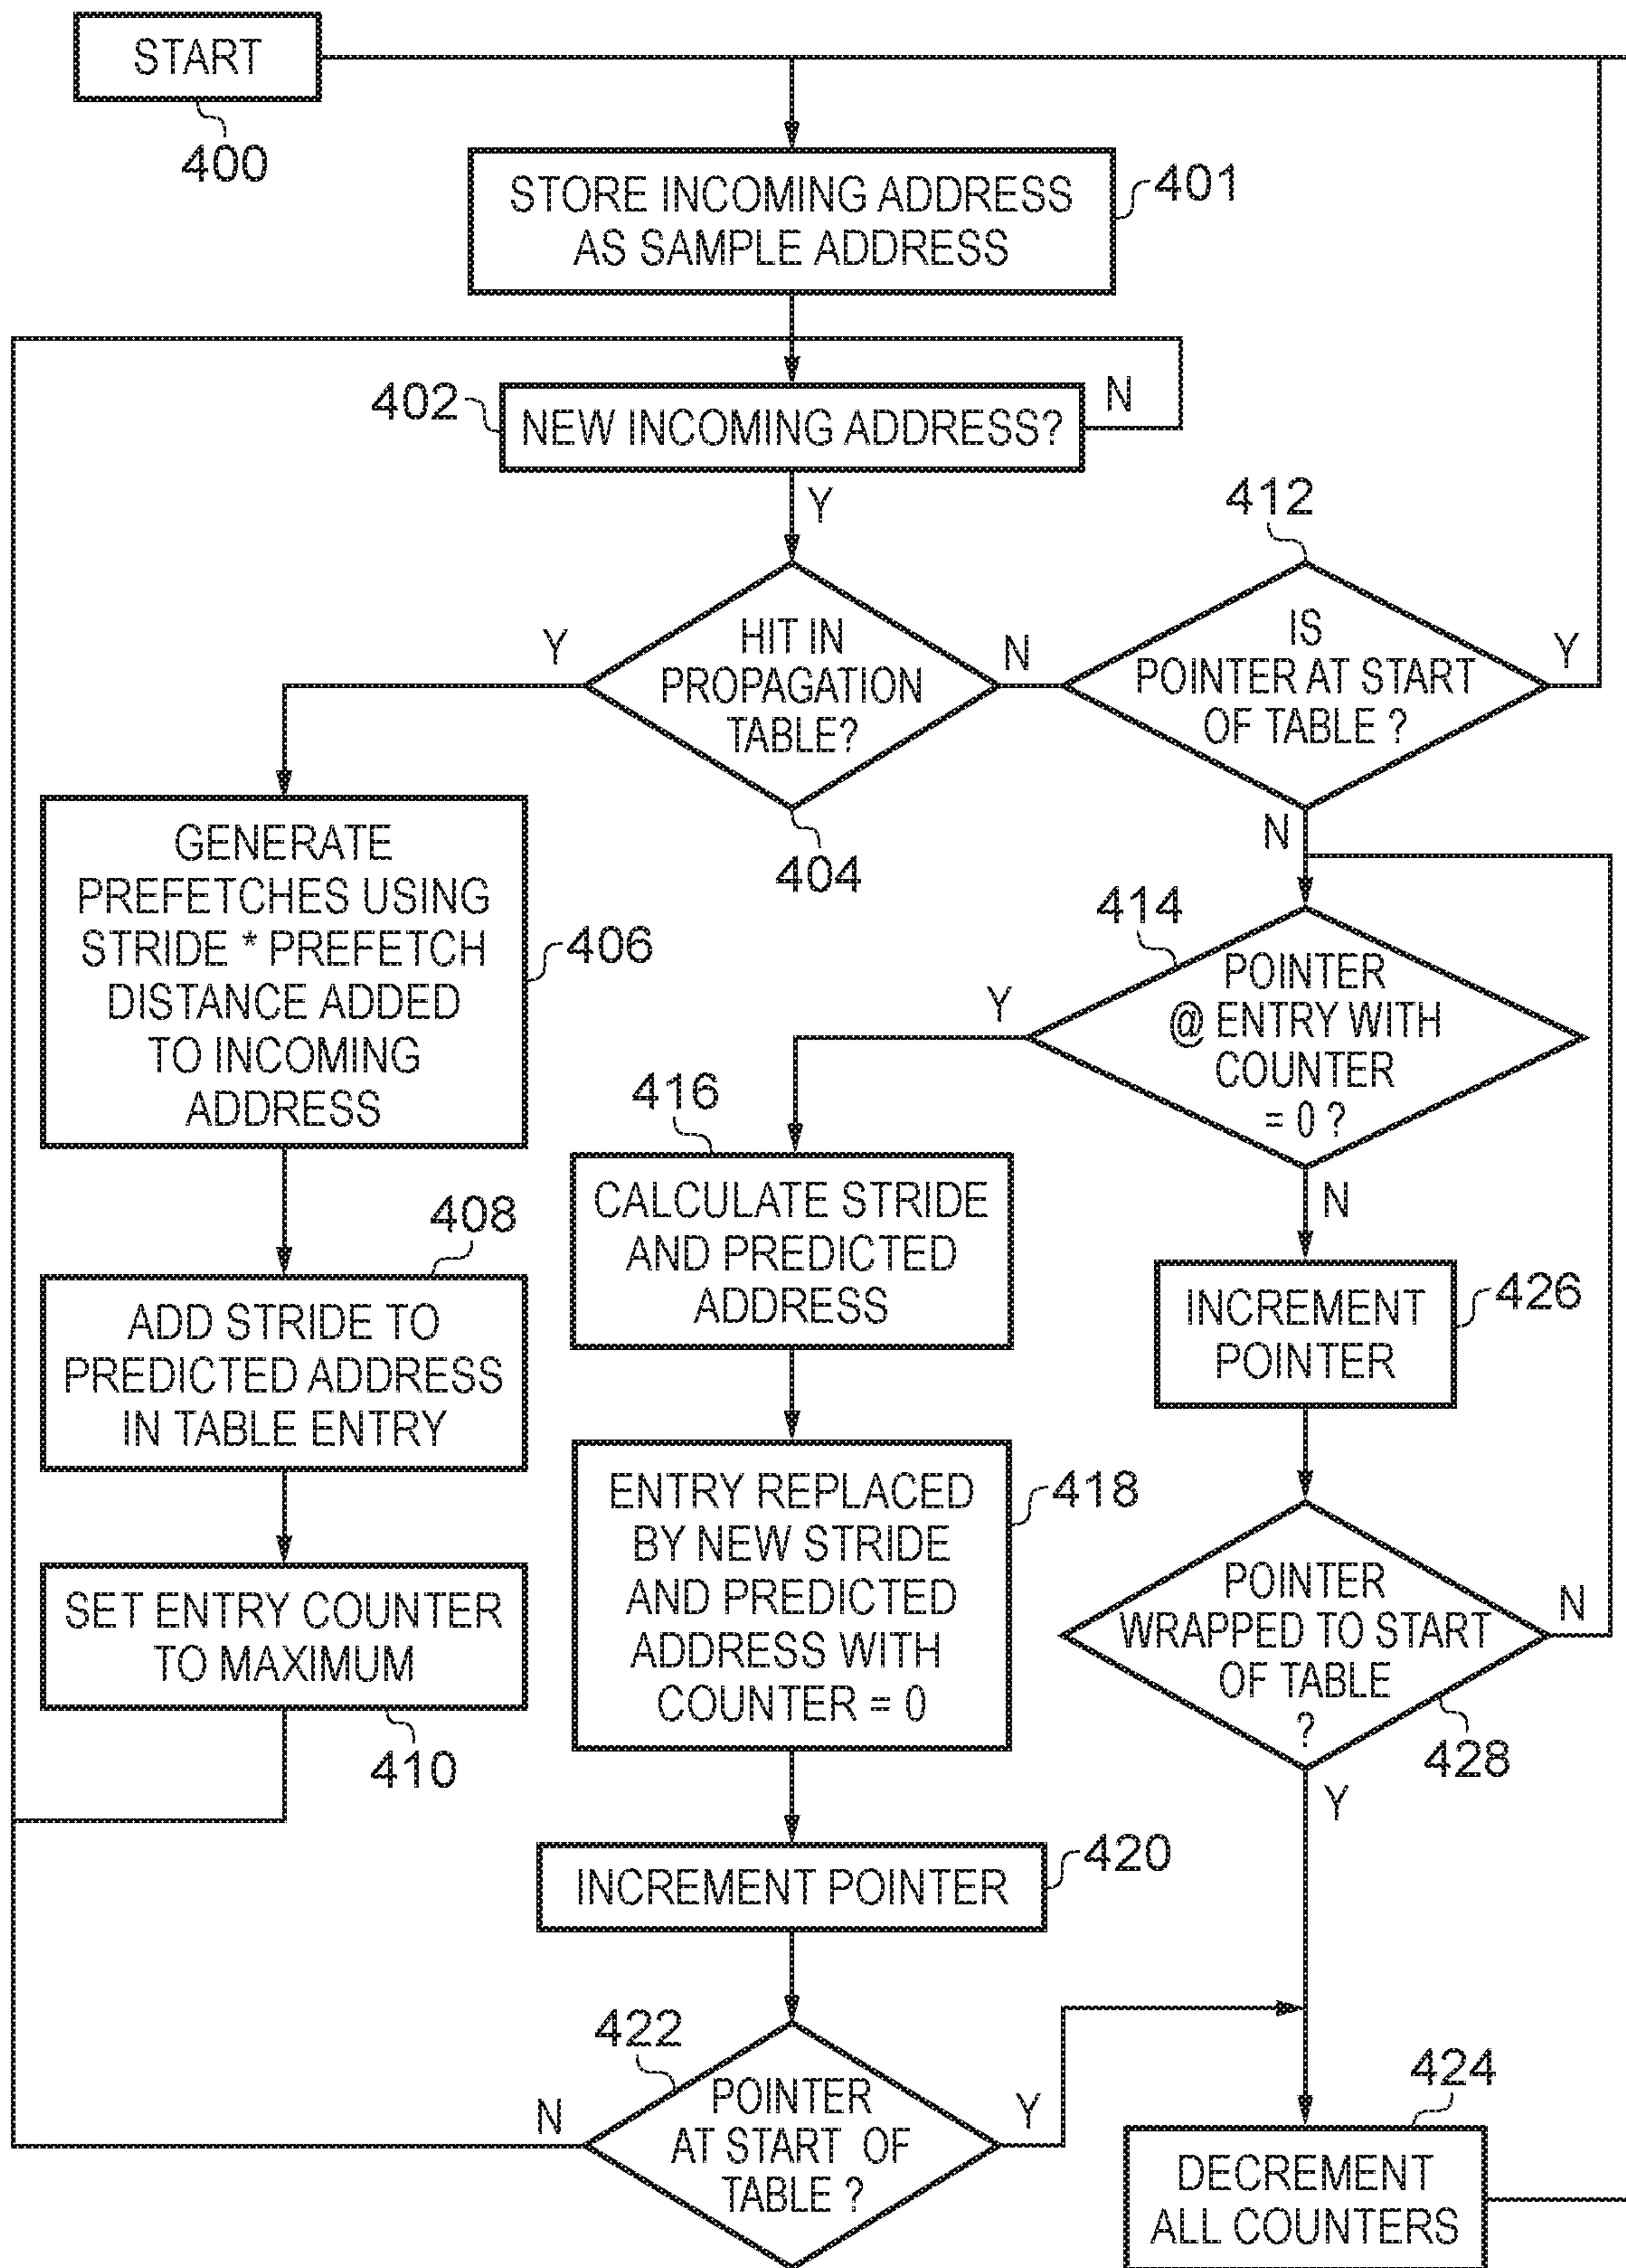 START
400
STORE INCOMING ADDRESS
AS SAMPLE ADDRESS
401
402
NEW INCOMING ADDRESS?
N
Y
412
Y
HIT IN
PROPAGATION
TABLE?
N
404
IS
POINTER AT START
OF TABLE ?
Y
N
GENERATE
PREFETCHES USING
STRIDE * PREFETCH
DISTANCE ADDED
TO INCOMING
ADDRESS
406
414
Y
POINTER
@ ENTRY WITH
COUNTER
= 0 ?
N
416
CALCULATE STRIDE
AND PREDICTED
ADDRESS
408
ADD STRIDE TO
PREDICTED ADDRESS
IN TABLE ENTRY
INCREMENT
POINTER
426
ENTRY REPLACED
BY NEW STRIDE
AND PREDICTED
ADDRESS WITH
COUNTER = 0
418
SET ENTRY COUNTER
TO MAXIMUM
410
POINTER
WRAPPED TO START
OF TABLE
?
N
428
Y
INCREMENT POINTER
420
422
N
POINTER
AT START OF
TABLE ?
Y
424
DECREMENT
ALL COUNTERS